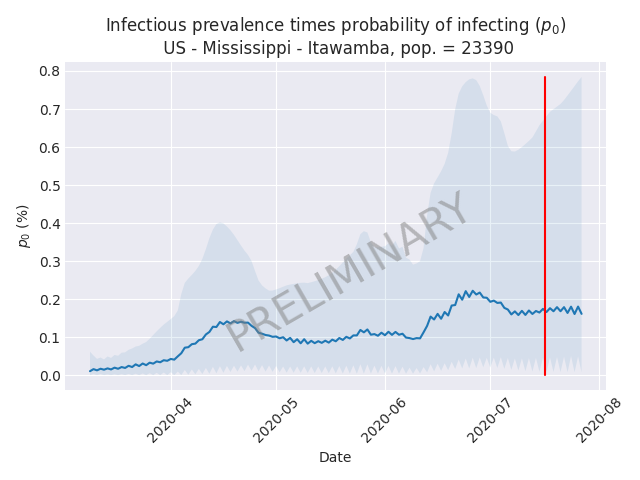 Infectious prevalence times probability of infecting (p₀)
US - Mississippi - Itawamba, pop. = 23390
0.8
0.7
0.6
0.5
0.4
0.3
0.2
0.1
0.0
p₀ (%)
PRELIMINARY
2020-04
2020-05
2020-06
2020-07
2020-08
Date